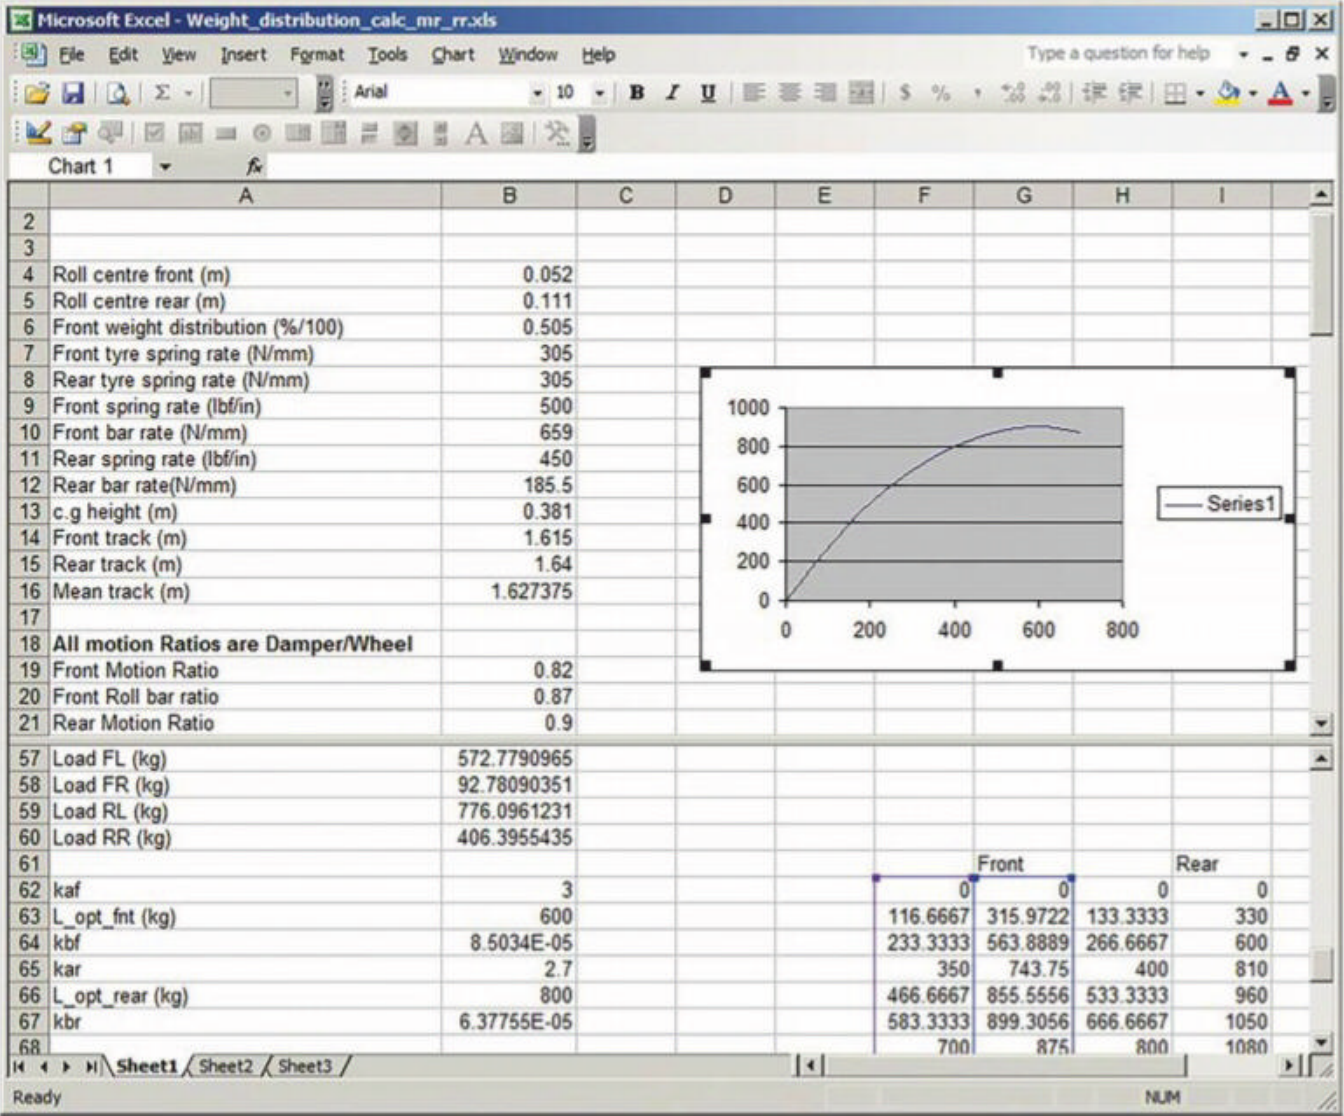 Microsoft Excel - Weight_distribution_calc_mr_rr.xls
File Edit View Insert Format Tools Chart Window Help Type a question for help
Σ Arial 10 B I U $ % , A
A
Chart 1 fx
A B C D E F G H I
2
3
4 Roll centre front (m) 0.052
5 Roll centre rear (m) 0.111
6 Front weight distribution (%/100) 0.505
7 Front tyre spring rate (N/mm) 305
8 Rear tyre spring rate (N/mm) 305
9 Front spring rate (lbf/in) 500
10 Front bar rate (N/mm) 659
11 Rear spring rate (lbf/in) 450
12 Rear bar rate(N/mm) 185.5
13 c.g height (m) 0.381
14 Front track (m) 1.615
15 Rear track (m) 1.64
16 Mean track (m) 1.627375
17
18 All motion Ratios are Damper/Wheel
19 Front Motion Ratio 0.82
20 Front Roll bar ratio 0.87
21 Rear Motion Ratio 0.9
1000
800
600
400
200
0
0 200 400 600 800
Series1
57 Load FL (kg) 572.7790965
58 Load FR (kg) 92.78090351
59 Load RL (kg) 776.0961231
60 Load RR (kg) 406.3955435
61 Front Rear
62 kaf 3 0 0 0 0
63 L_opt_fnt (kg) 600 116.6667 315.9722 133.3333 330
64 kbf 8.5034E-05 233.3333 563.8889 266.6667 600
65 kar 2.7 350 743.75 400 810
66 L_opt_rear (kg) 800 466.6667 855.5556 533.3333 960
67 kbr 6.37755E-05 583.3333 899.3056 666.6667 1050
68 700 875 800 1080
Sheet1 Sheet2 Sheet3
Ready NUM